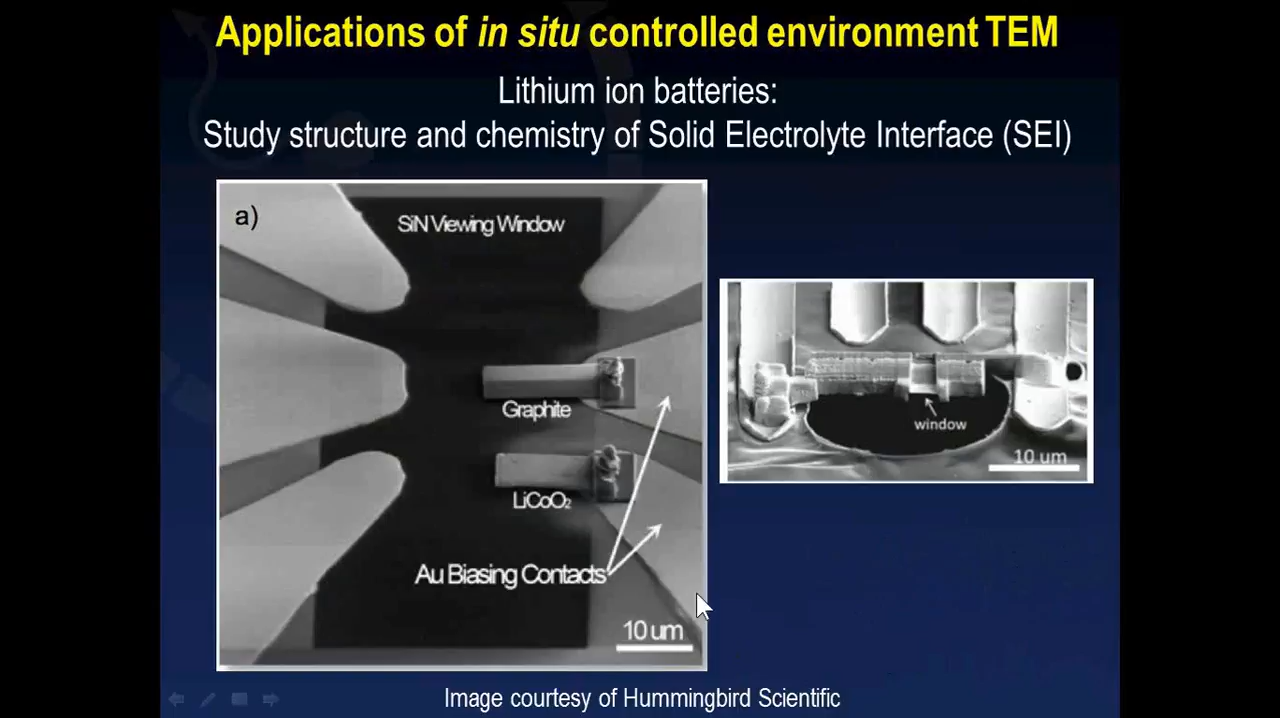 Applications of in situ controlled environment TEM
Lithium ion batteries:
Study structure and chemistry of Solid Electrolyte Interface (SEI)
a)
SiN Viewing Window
Graphite
LiCoO₂
Au Biasing Contacts
10 um
window
10 um
Image courtesy of Hummingbird Scientific